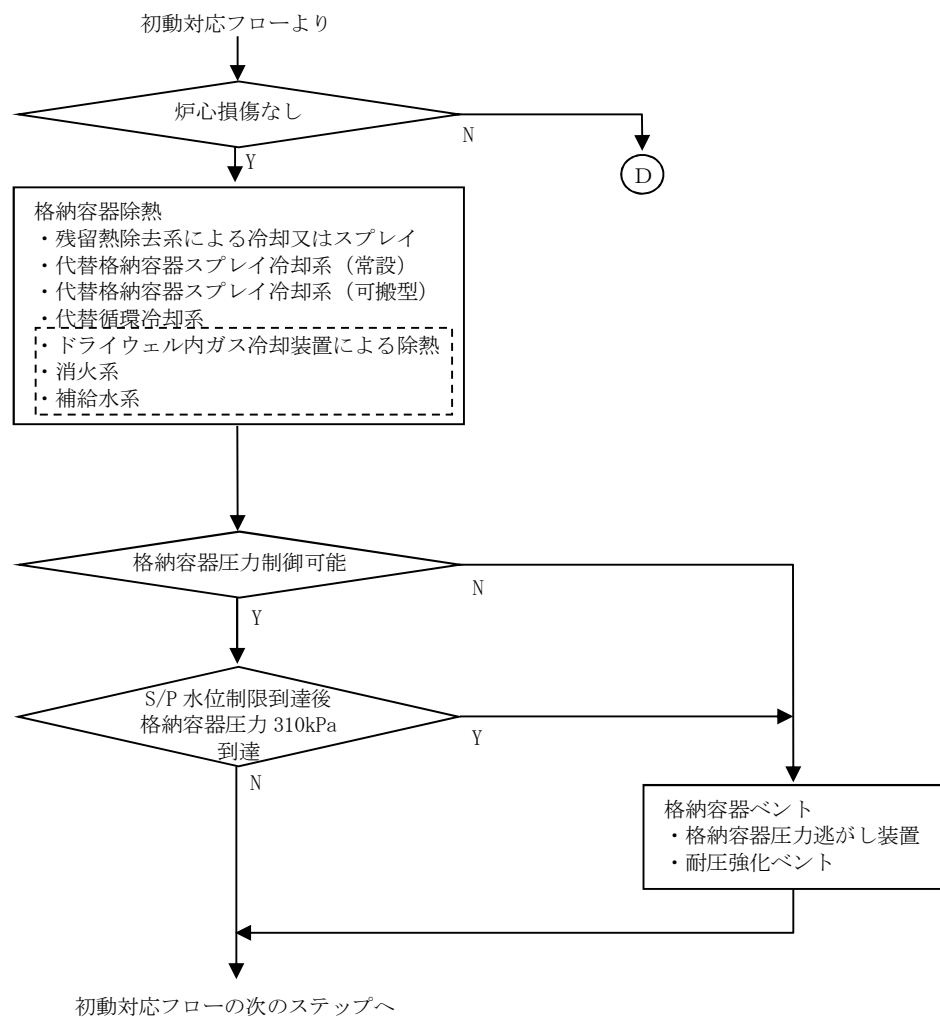 初動対応フローより
炉心損傷なし
N
Y
D
格納容器除熱
・残留熱除去系による冷却又はスプレイ
・代替格納容器スプレイ冷却系（常設）
・代替格納容器スプレイ冷却系（可搬型）
・代替循環冷却系
・ドライウェル内ガス冷却装置による除熱
・消火系
・補給水系
格納容器圧力制御可能
N
Y
S/P 水位制限到達後
格納容器圧力 310kPa
到達
Y
N
格納容器ベント
・格納容器圧力逃がし装置
・耐圧強化ベント
初動対応フローの次のステップへ